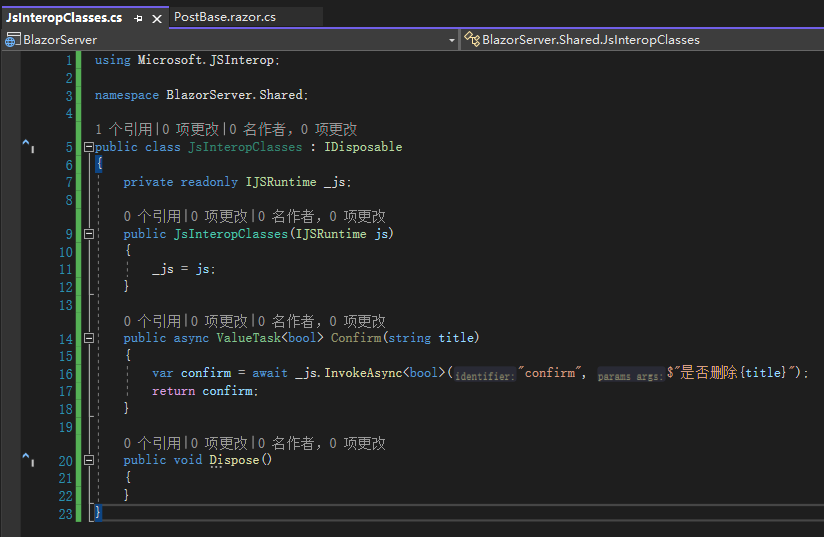 JsInteropClasses.cs
PostBase.razor.cs
BlazorServer
BlazorServer.Shared.JsInteropClasses
1 using Microsoft.JSInterop;
2
3 namespace BlazorServer.Shared;
4
1 个引用|0 项更改|0 名作者, 0 项更改
5 public class JsInteropClasses : IDisposable
6 {
7 private readonly IJSRuntime _js;
8
0 个引用|0 项更改|0 名作者, 0 项更改
9 public JsInteropClasses(IJSRuntime js)
10 {
11 _js = js;
12 }
13
0 个引用|0 项更改|0 名作者, 0 项更改
14 public async ValueTask<bool> Confirm(string title)
15 {
16 var confirm = await _js.InvokeAsync<bool>(identifier: "confirm", params args: $"是否删除{title}");
17 return confirm;
18 }
19
0 个引用|0 项更改|0 名作者, 0 项更改
20 public void Dispose()
21 {
22 }
23 }